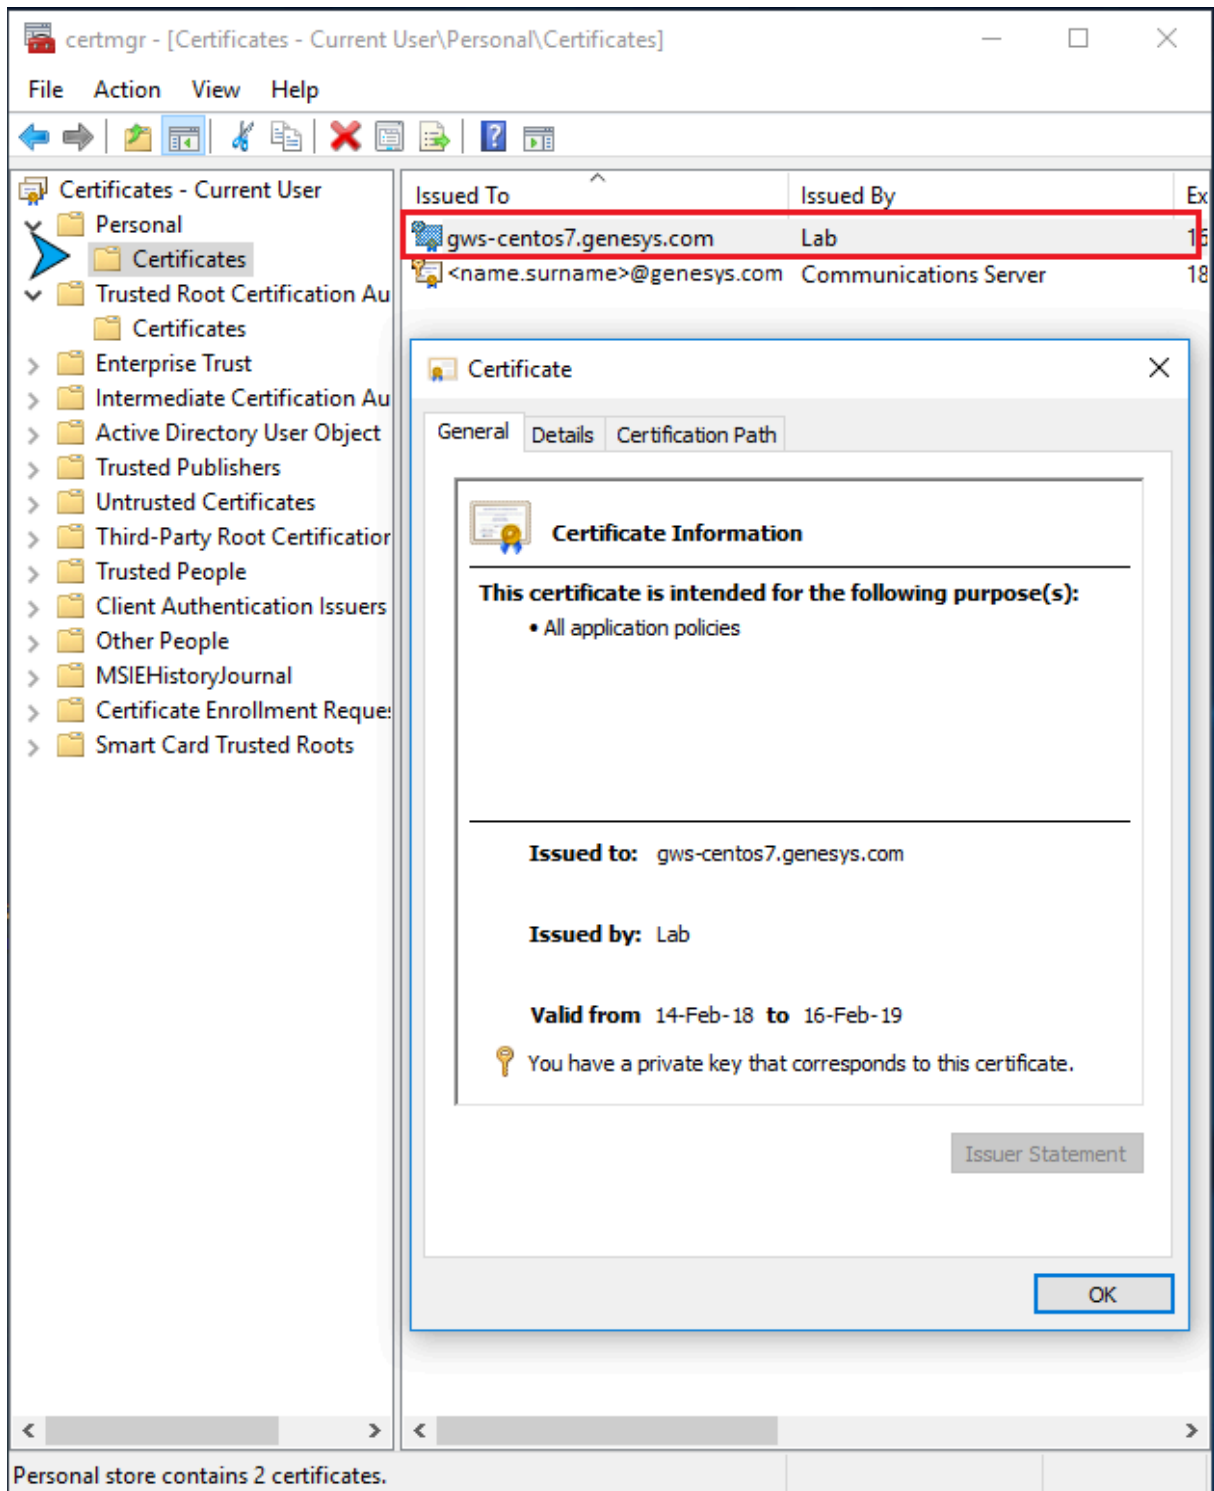 certmgr - [Certificates - Current User\Personal\Certificates]
File Action View Help
Certificates - Current User
Personal
Certificates
Trusted Root Certification Au
Certificates
Enterprise Trust
Intermediate Certification Au
Active Directory User Object
Trusted Publishers
Untrusted Certificates
Third-Party Root Certification
Trusted People
Client Authentication Issuers
Other People
MSIEHistoryJournal
Certificate Enrollment Reques
Smart Card Trusted Roots
Issued To Issued By Ex
gws-centos7.genesys.com Lab 16
<name.surname>@genesys.com Communications Server 18
Certificate
General Details Certification Path
Certificate Information
This certificate is intended for the following purpose(s):
• All application policies
Issued to: gws-centos7.genesys.com
Issued by: Lab
Valid from 14-Feb-18 to 16-Feb-19
You have a private key that corresponds to this certificate.
Issuer Statement
OK
Personal store contains 2 certificates.